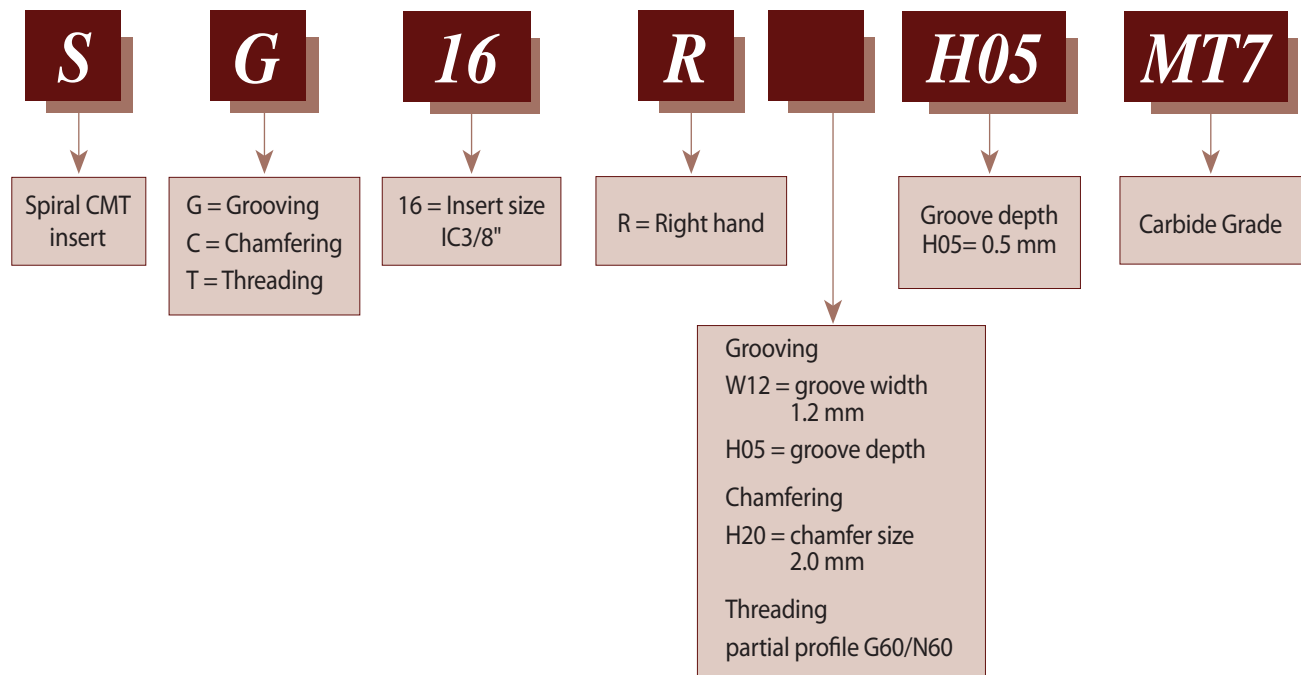 S G 16 R H05 MT7
Spiral CMT
insert
G = Grooving
C = Chamfering
T = Threading
16 = Insert size
IC3/8"
R = Right hand
Groove depth
H05= 0.5 mm
Carbide Grade
Grooving
W12 = groove width
1.2 mm
H05 = groove depth
Chamfering
H20 = chamfer size
2.0 mm
Threading
partial profile G60/N60